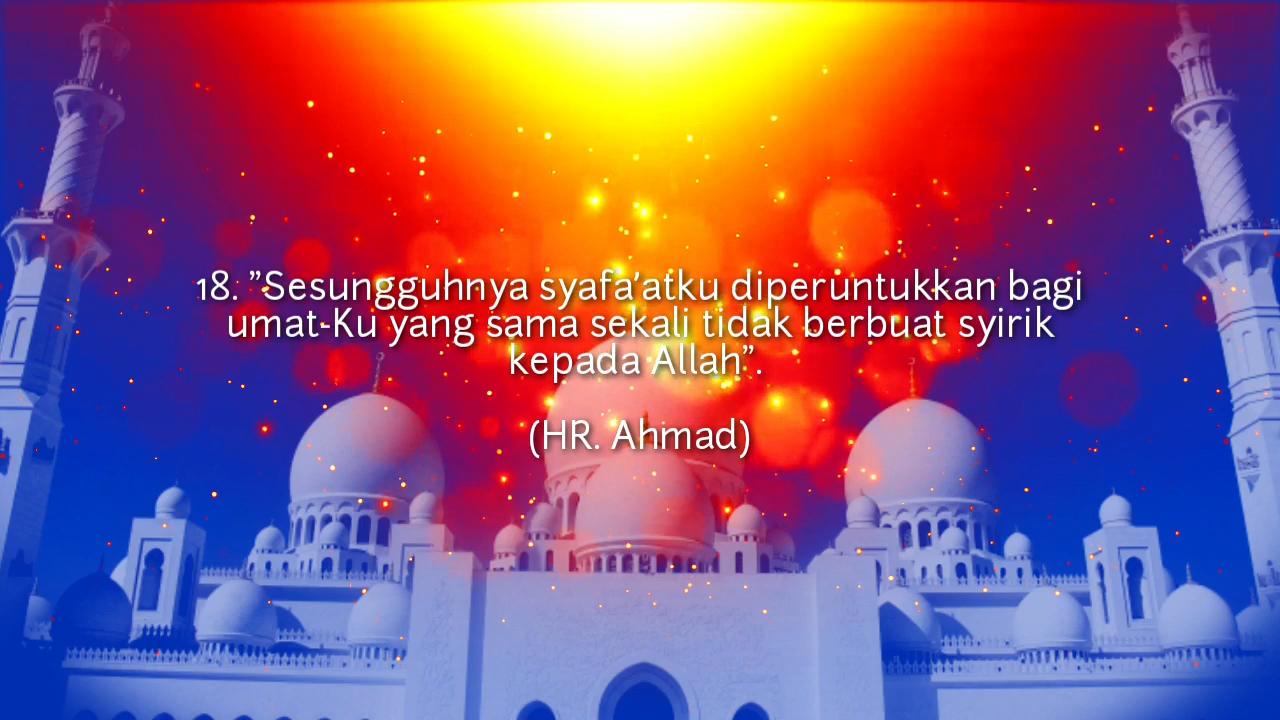 18. "Sesungguhnya syafa'atku diperuntukkan bagi
umat-Ku yang sama sekali tidak berbuat syirik
kepada Allah".
(HR. Ahmad)